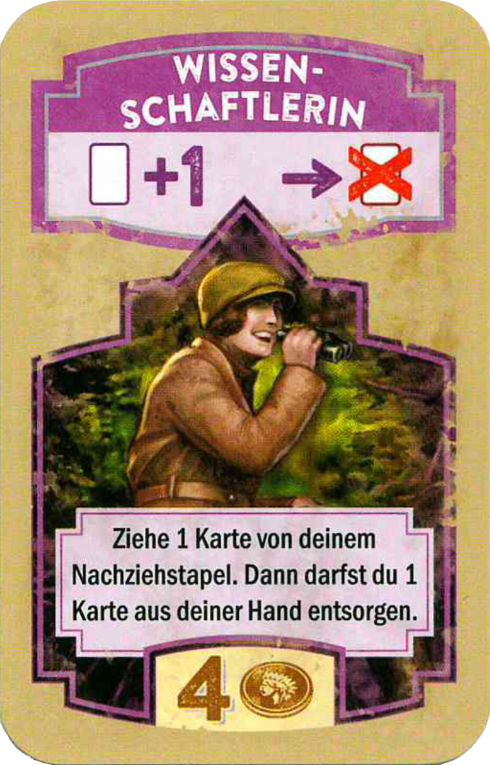 WISSEN-
SCHAFTLERIN
+1
Ziehe 1 Karte von deinem
Nachziehstapel. Dann darfst du 1
Karte aus deiner Hand entsorgen.
4